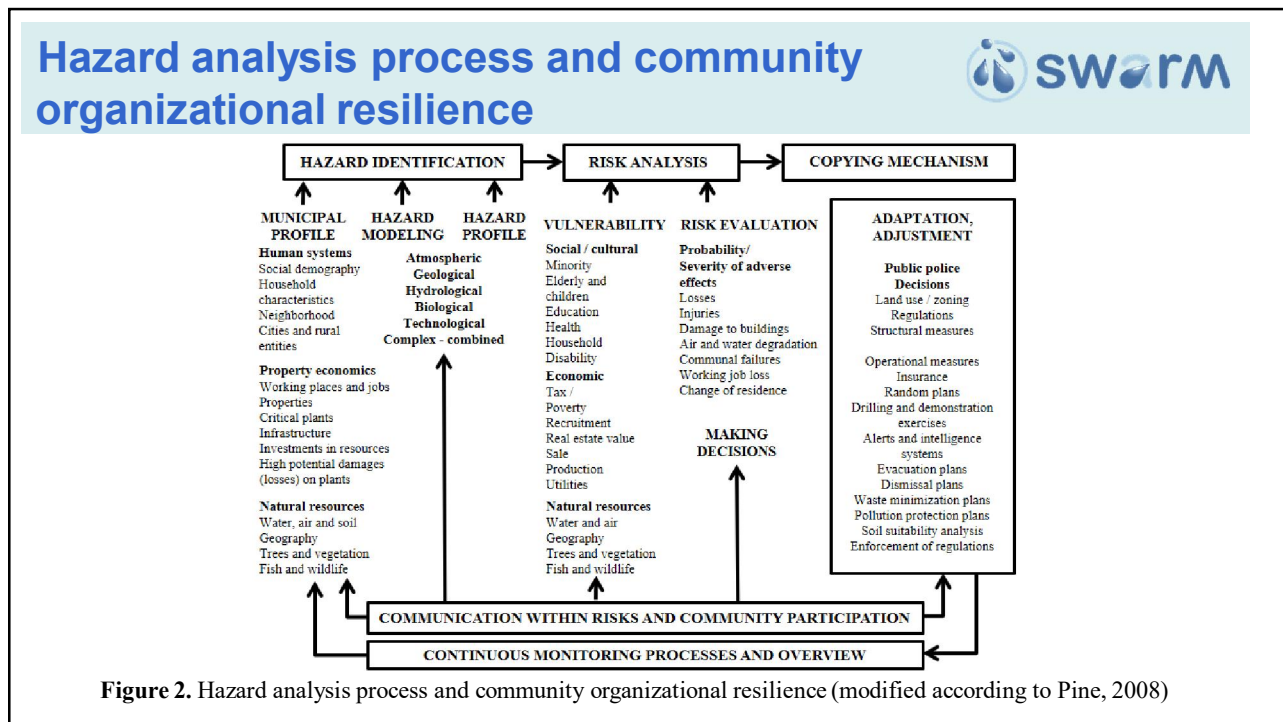 Hazard analysis process and community
organizational resilience
swarm
HAZARD IDENTIFICATION
RISK ANALYSIS
COPYING MECHANISM
MUNICIPAL
PROFILE
Human systems
Social demography
Household
characteristics
Neighborhood
Cities and rural
entities
Property economics
Working places and jobs
Properties
Critical plants
Infrastructure
Investments in resources
High potential damages
(losses) on plants
Natural resources
Water, air and soil
Geography
Trees and vegetation
Fish and wildlife
HAZARD
MODELING
HAZARD
PROFILE
Atmospheric
Geological
Hydrological
Biological
Technological
Complex - combined
VULNERABILITY
Social / cultural
Minority
Elderly and
children
Education
Health
Household
Disability
Economic
Tax /
Poverty
Recruitment
Real estate value
Sale
Production
Utilities
Natural resources
Water and air
Geography
Trees and vegetation
Fish and wildlife
RISK EVALUATION
Probability/
Severity of adverse
effects
Losses
Injuries
Damage to buildings
Air and water degradation
Communal failures
Working job loss
Change of residence
MAKING
DECISIONS
ADAPTATION,
ADJUSTMENT
Public police
Decisions
Land use / zoning
Regulations
Structural measures
Operational measures
Insurance
Random plans
Drilling and demonstration
exercises
Alerts and intelligence
systems
Evacuation plans
Dismissal plans
Waste minimization plans
Pollution protection plans
Soil suitability analysis
Enforcement of regulations
COMMUNICATION WITHIN RISKS AND COMMUNITY PARTICIPATION
CONTINUOUS MONITORING PROCESSES AND OVERVIEW
Figure 2. Hazard analysis process and community organizational resilience (modified according to Pine, 2008)